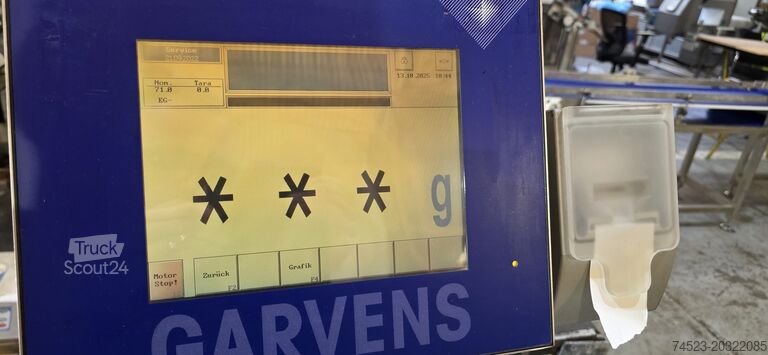 Service
13.10.2025 10:44
Nom. Tara
71.0 0.0
EG-
* * * g
Motor
Stop!
Zurück
F2
Grafik
F4
GARVENS
Truck
Scout24
74523-20322085